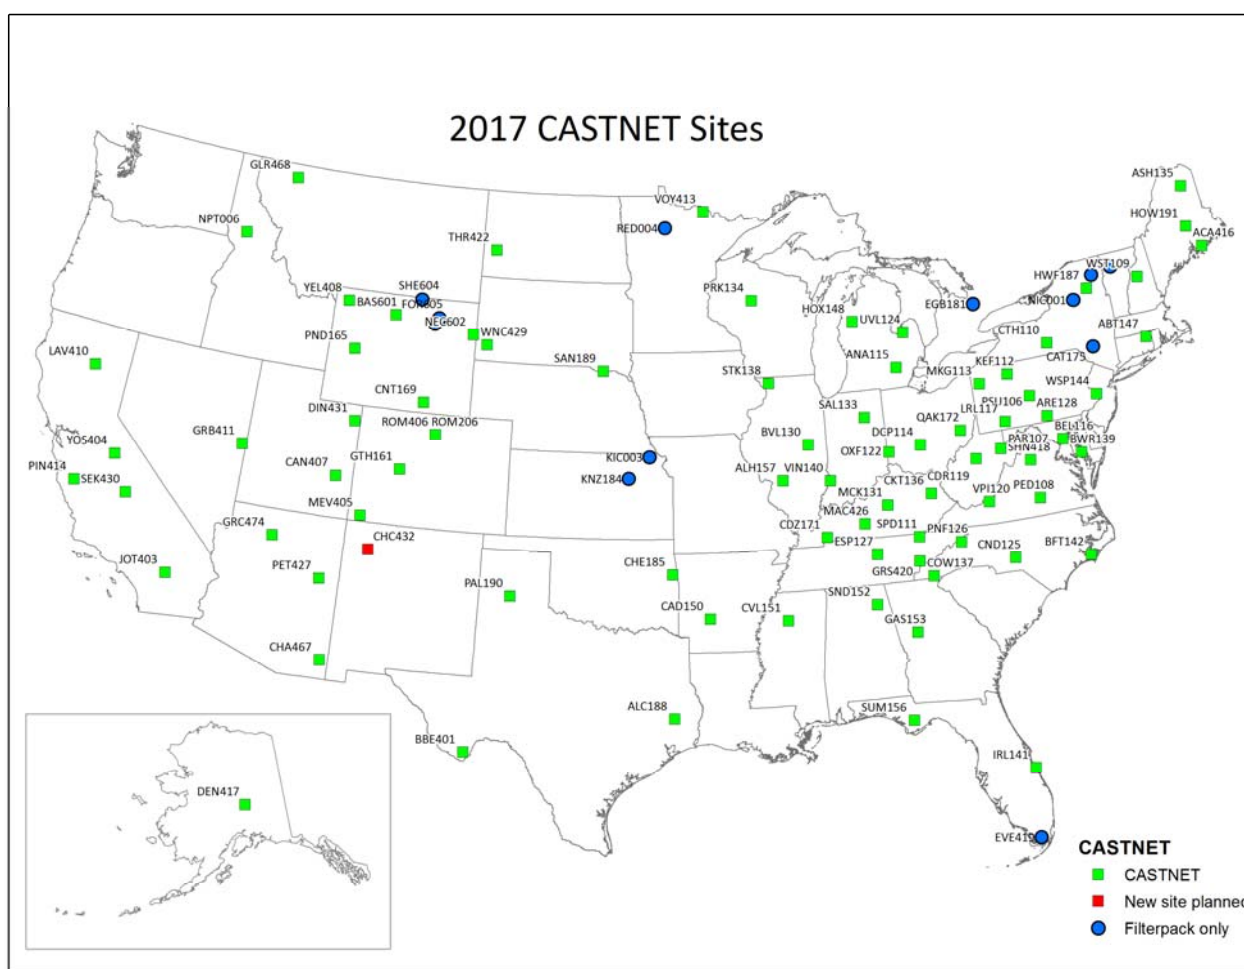 2017 CASTNET Sites
GLR468
ASH135
VOY413
HOW191
NPT006
RED004
ACA416
THR422
WST109
HWF187
YEL408
SHE604
BAS601
PRK134
NIC001
EGB181
HOX148
UVL124
NEC602
PND165
WNC429
CTH110
ABT147
LAV410
SAN189
ANA115
KEF112
CAT175
STK138
MKG113
CNT169
WSP144
DIN431
PSU106
ARE128
SAL133
LRL117
ROM406
ROM206
QAK172
BEL116
GRB411
BVL130
DCP114
PAR107
YOS404
BWR139
SHN418
OXF122
KIC003
PIN414
SEK430
CAN407
GTH161
KNZ184
ALH157
VIN140
CKT136
CDR119
MCK131
VPI120
PED108
MEV405
MAC426
GRC474
CDZ171
SPD111
PNF126
CHC432
ESP127
CND125
BFT142
JOT403
PET427
CHE185
GRS420
COW137
PAL190
SND152
CAD150
CVL151
GAS153
CHA467
ALC188
SUM156
BBE401
IRL141
DEN417
EVE419
CASTNET
CASTNET
New site planned
Filterpack only